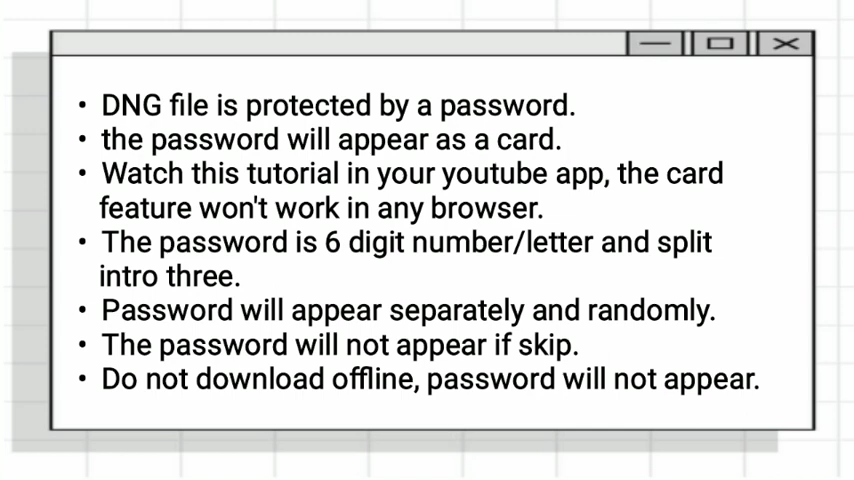 • DNG file is protected by a password.
• the password will appear as a card.
• Watch this tutorial in your youtube app, the card
feature won't work in any browser.
• The password is 6 digit number/letter and split
intro three.
• Password will appear separately and randomly.
• The password will not appear if skip.
• Do not download offline, password will not appear.